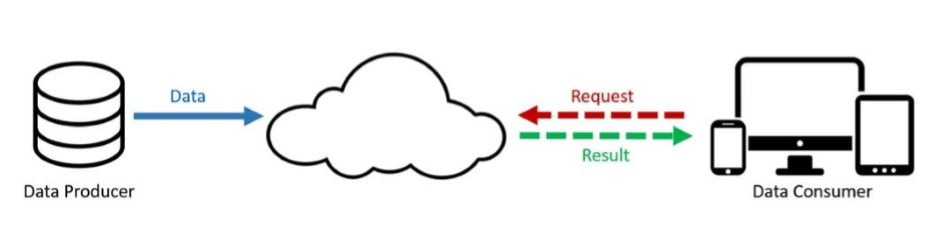 Data
Request
Result
Data Producer
Data Consumer